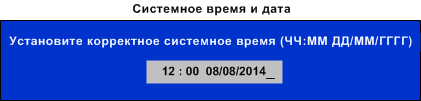 Системное время и дата
Установите корректное системное время (ЧЧ:ММ ДД/ММ/ГГГГ)
12 : 00 08/08/2014_